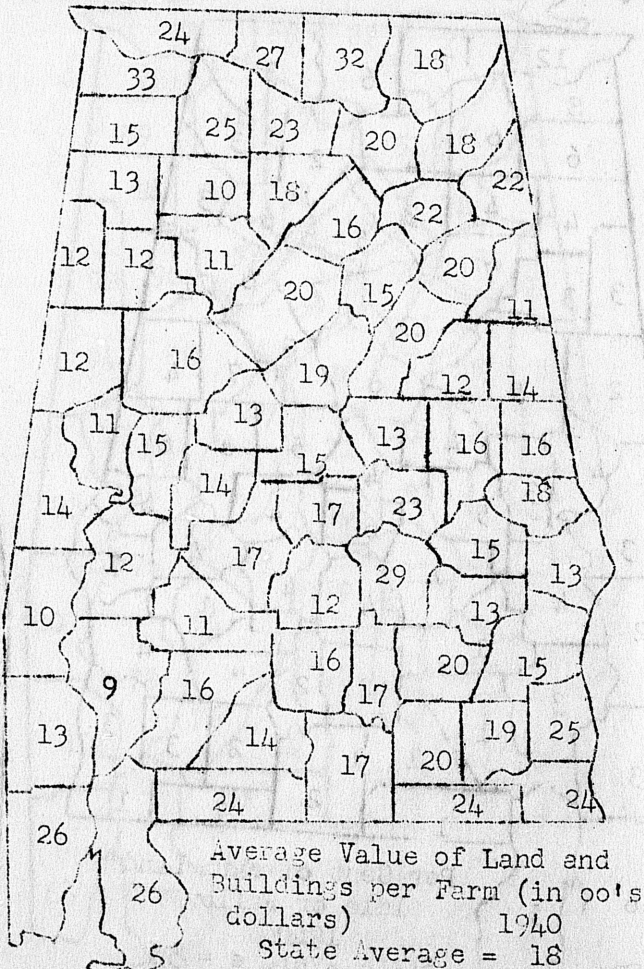 24 27 32 18
33
15 25 23 20 18
13 10 18 22
16 22
12 12 11 20
20 15
20 11
12 16 19 12 14
11 15 13 15 13 16 16
14 14 17 23 18
12 17 29 15 13
10 11 12 13
9 16 16 17 20 15
13 14 17 20 19 25
24 24 24
26
26
Average Value of Land and
Buildings per Farm (in oo's
dollars) 1940
State Average = 18